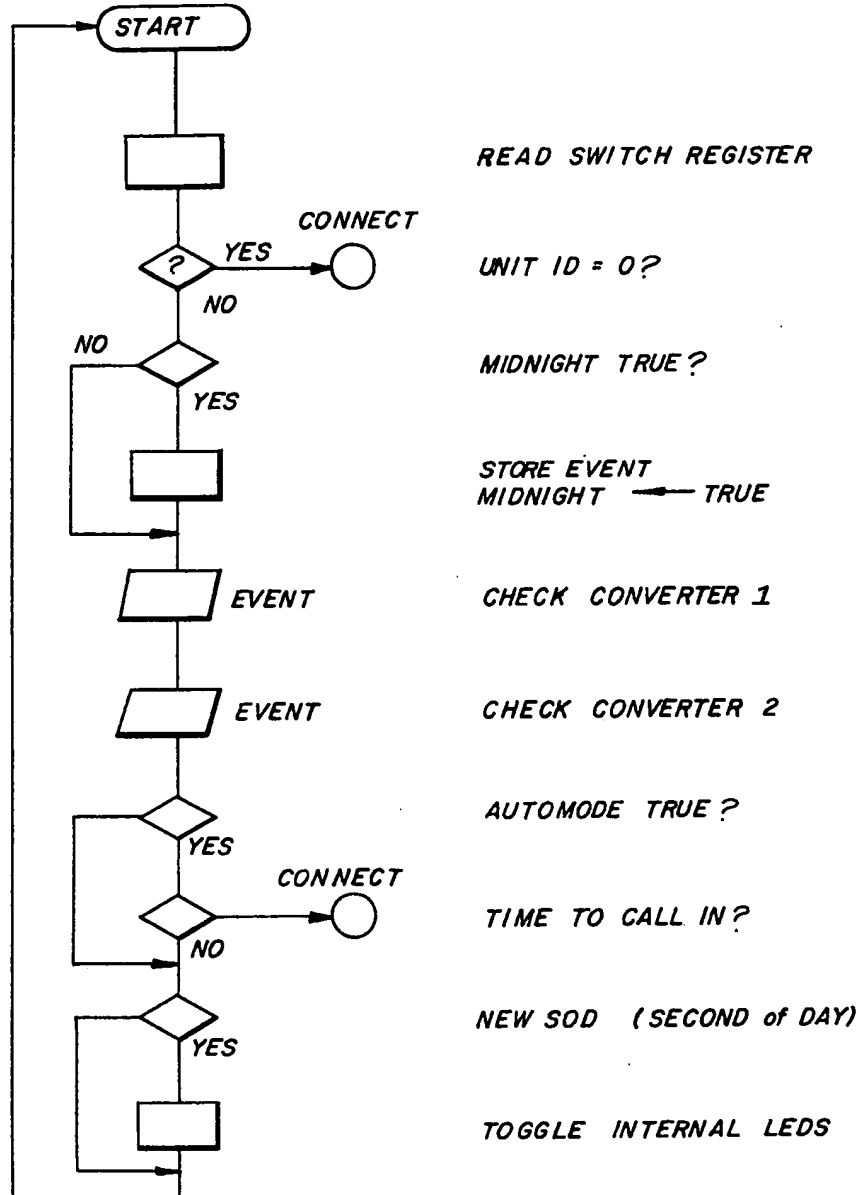 START
READ SWITCH REGISTER
CONNECT
? YES UNIT ID = 0?
NO
NO MIDNIGHT TRUE?
YES
STORE EVENT
MIDNIGHT ← TRUE
EVENT CHECK CONVERTER 1
EVENT CHECK CONVERTER 2
AUTOMODE TRUE?
YES
CONNECT
TIME TO CALL IN?
NO
NEW SOD (SECOND of DAY)
YES
TOGGLE INTERNAL LEDS